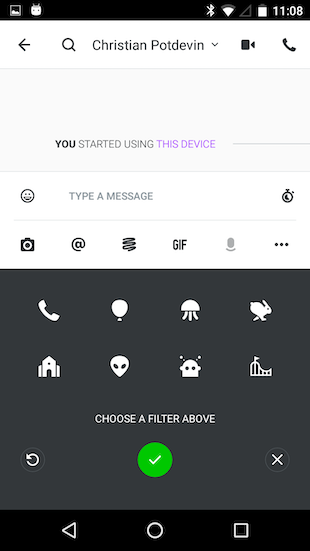 11:08
Christian Potdevin
YOU STARTED USING THIS DEVICE
TYPE A MESSAGE
@
GIF
CHOOSE A FILTER ABOVE